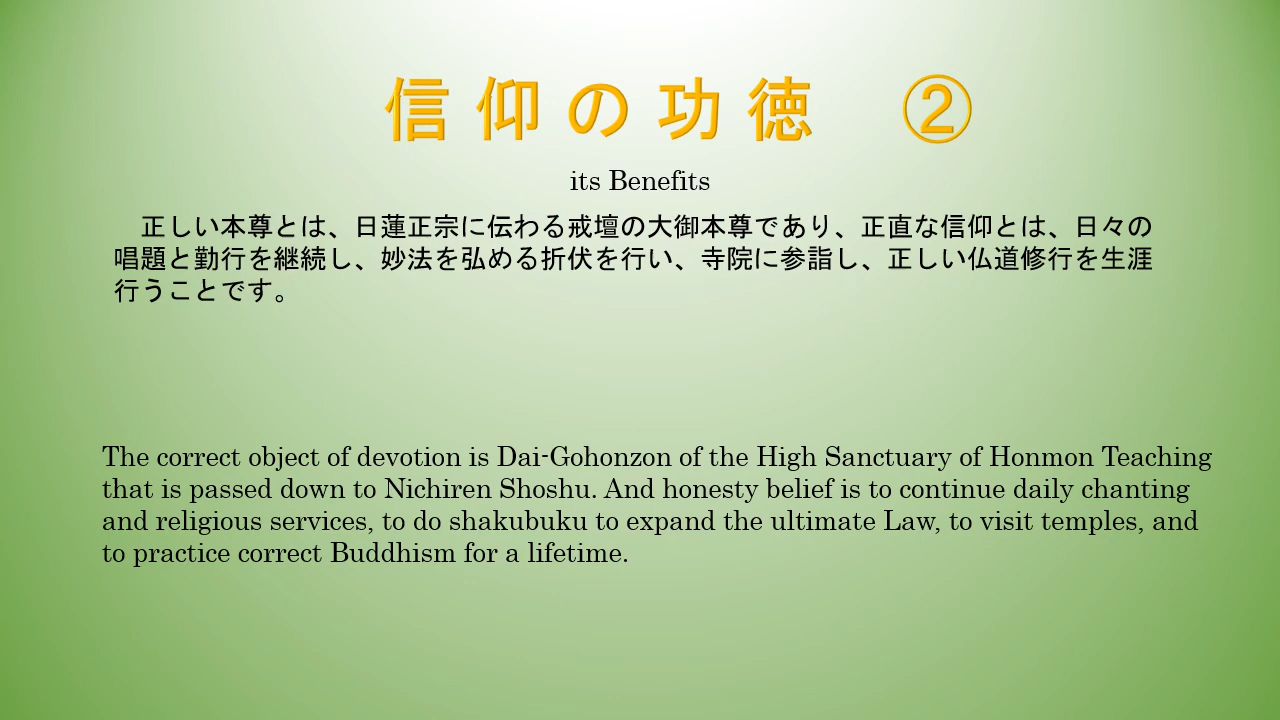 信仰の功徳 ②
its Benefits
正しい本尊とは、日蓮正宗に伝わる戒壇の大御本尊であり、正直な信仰とは、日々の
唱題と勤行を継続し、妙法を弘める折伏を行い、寺院に参詣し、正しい仏道修行を生涯
行うことです。
The correct object of devotion is Dai-Gohonzon of the High Sanctuary of Honmon Teaching
that is passed down to Nichiren Shoshu. And honesty belief is to continue daily chanting
and religious services, to do shakubuku to expand the ultimate Law, to visit temples, and
to practice correct Buddhism for a lifetime.